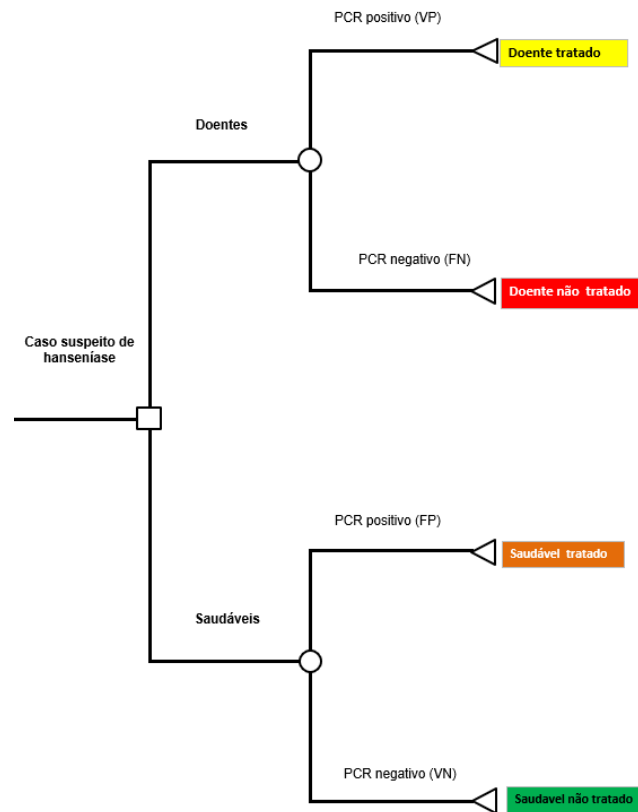 PCR positivo (VP)
Doente tratado
Doentes
PCR negativo (FN)
Doente não tratado
Caso suspeito de
hanseníase
PCR positivo (FP)
Saudável tratado
Saudáveis
PCR negativo (VN)
Saudavel não tratado